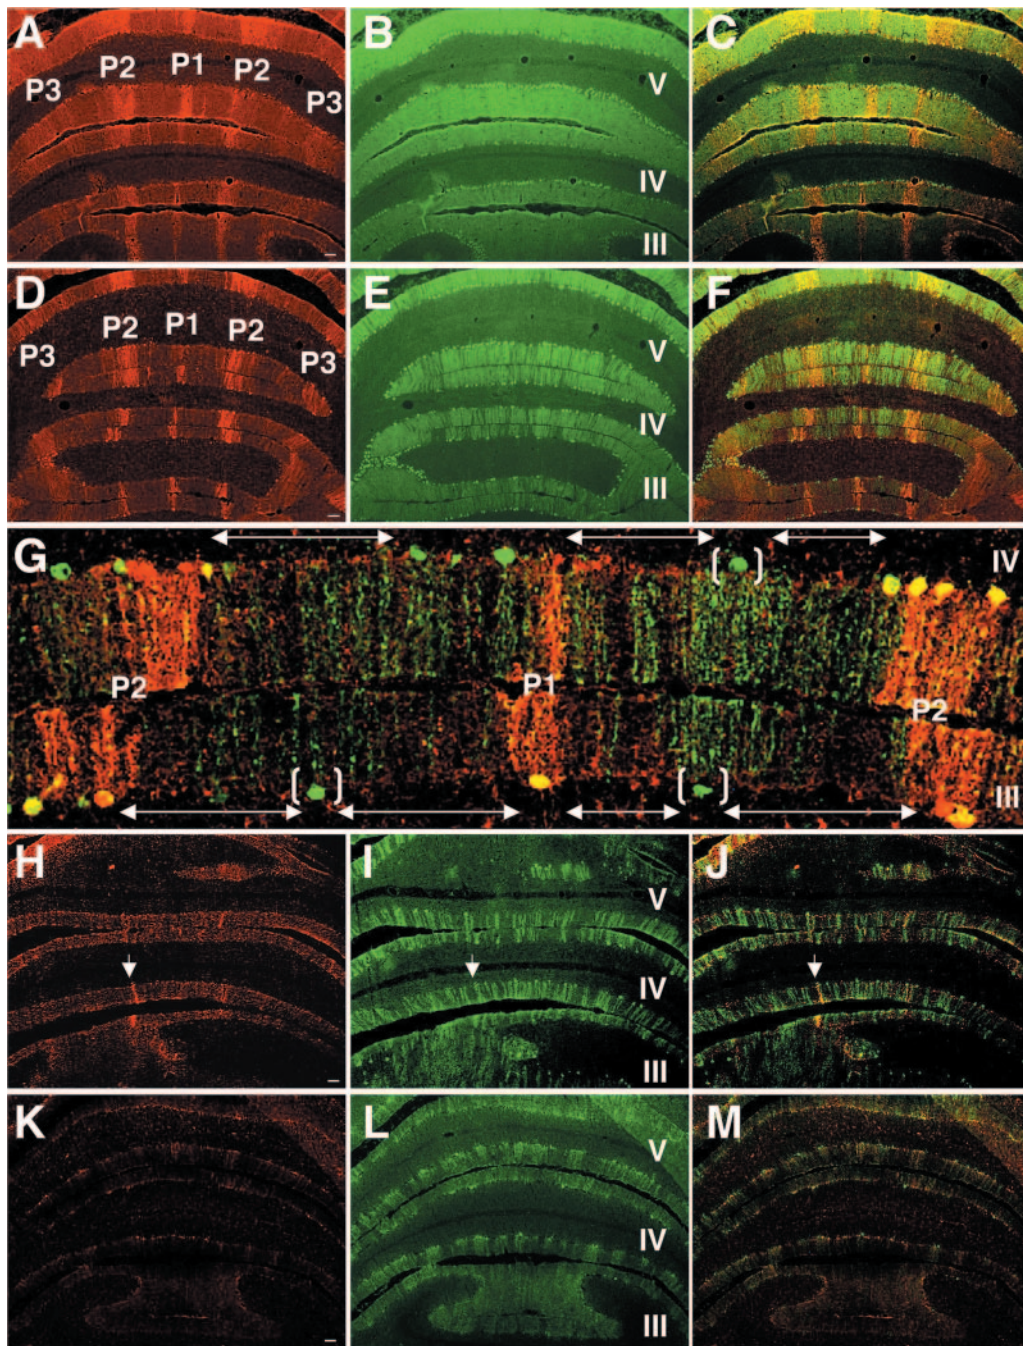 A B C
P3 P2 P1 P2 P3
V
IV
III
D E F
P3 P2 P1 P2 P3
V
IV
III
G
IV
P2 P1 P2
III
H I J
V
IV
III
K L M
V
IV
III